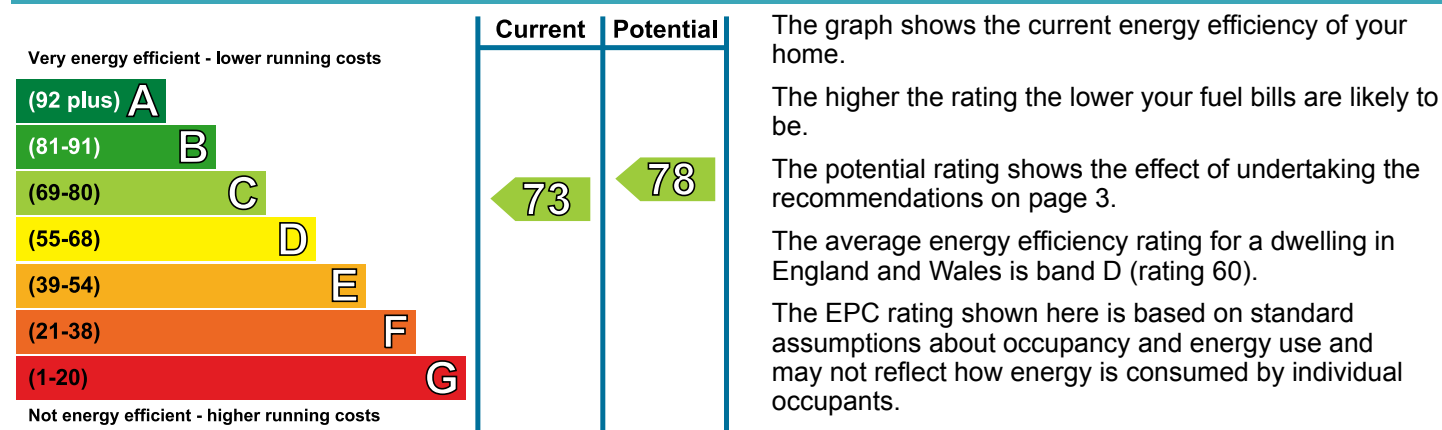 Current Potential
Very energy efficient - lower running costs
(92 plus) A
(81-91) B
(69-80) C
(55-68) D
(39-54) E
(21-38) F
(1-20) G
Not energy efficient - higher running costs
73
78
The graph shows the current energy efficiency of your
home.
The higher the rating the lower your fuel bills are likely to
be.
The potential rating shows the effect of undertaking the
recommendations on page 3.
The average energy efficiency rating for a dwelling in
England and Wales is band D (rating 60).
The EPC rating shown here is based on standard
assumptions about occupancy and energy use and
may not reflect how energy is consumed by individual
occupants.